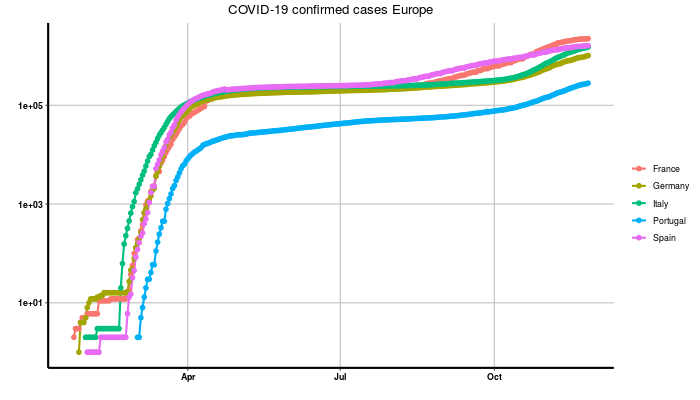 COVID-19 confirmed cases Europe
1e+05
1e+03
1e+01
Apr
Jul
Oct
France
Germany
Italy
Portugal
Spain